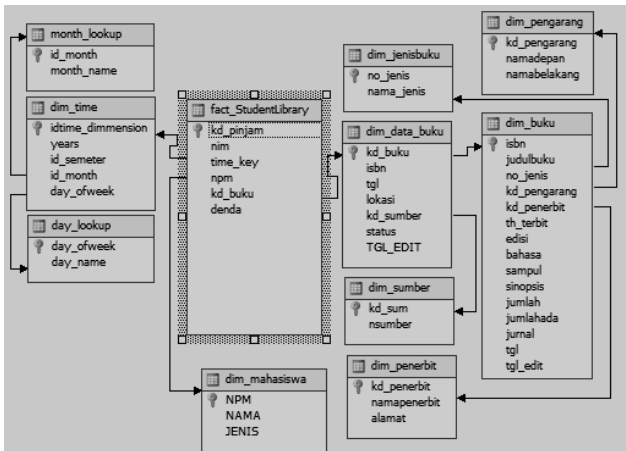 month_lookup
id_month
month_name
dim_time
idtime_dimmension
years
id_semeter
id_month
day_ofweek
day_lookup
day_ofweek
day_name
fact_StudentLibrary
kd_pinjam
nim
time_key
npm
kd_buku
denda
dim_mahasiswa
NPM
NAMA
JENIS
dim_jenisbuku
no_jenis
nama_jenis
dim_data_buku
kd_buku
isbn
tgl
lokasi
kd_sumber
status
TGL_EDIT
dim_sumber
kd_sum
nsumber
dim_penerbit
kd_penerbit
namapenerbit
alamat
dim_pengarang
kd_pengarang
namadepan
namabelakang
dim_buku
isbn
judulbuku
no_jenis
kd_pengarang
kd_penerbit
th_terbit
edisi
bahasa
sampul
sinopsis
jumlah
jumlahada
jurnal
tgl
tgl_edit